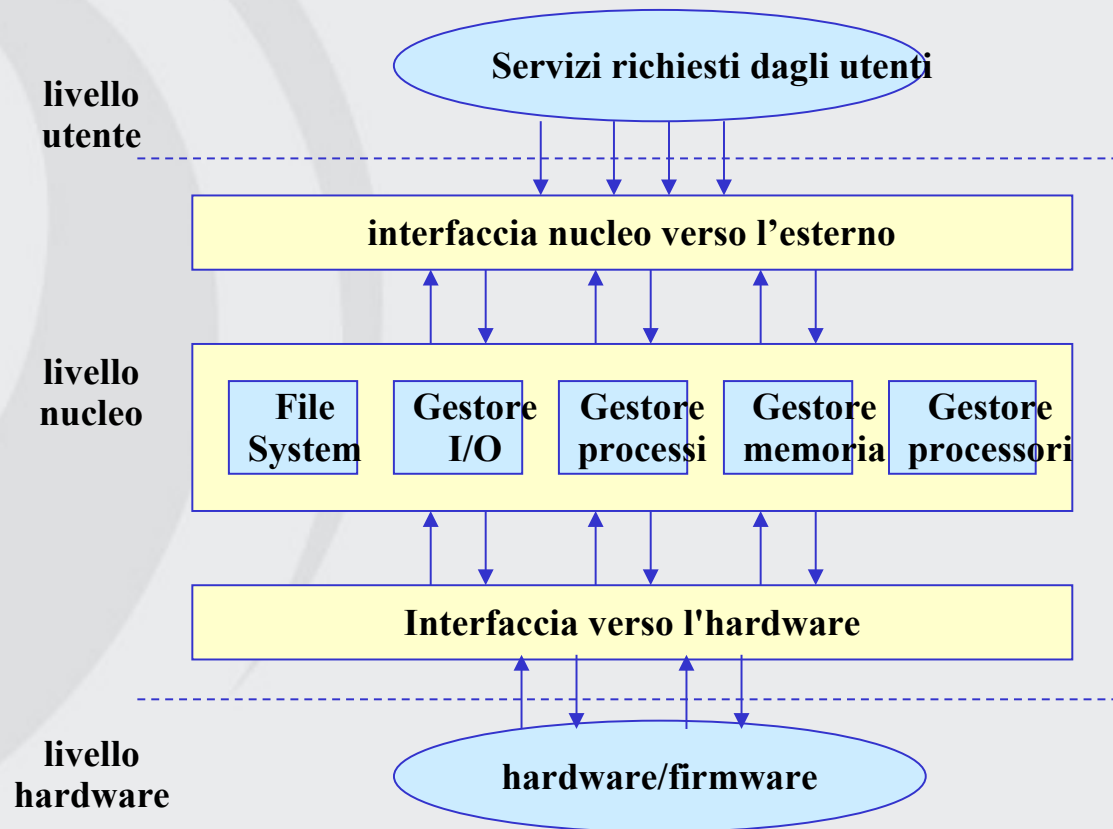 Servizi richiesti dagli utenti
livello
utente
interfaccia nucleo verso l’esterno
livello
nucleo
File
System
Gestore
I/O
Gestore
processi
Gestore
memoria
Gestore
processori
Interfaccia verso l'hardware
livello
hardware
hardware/firmware